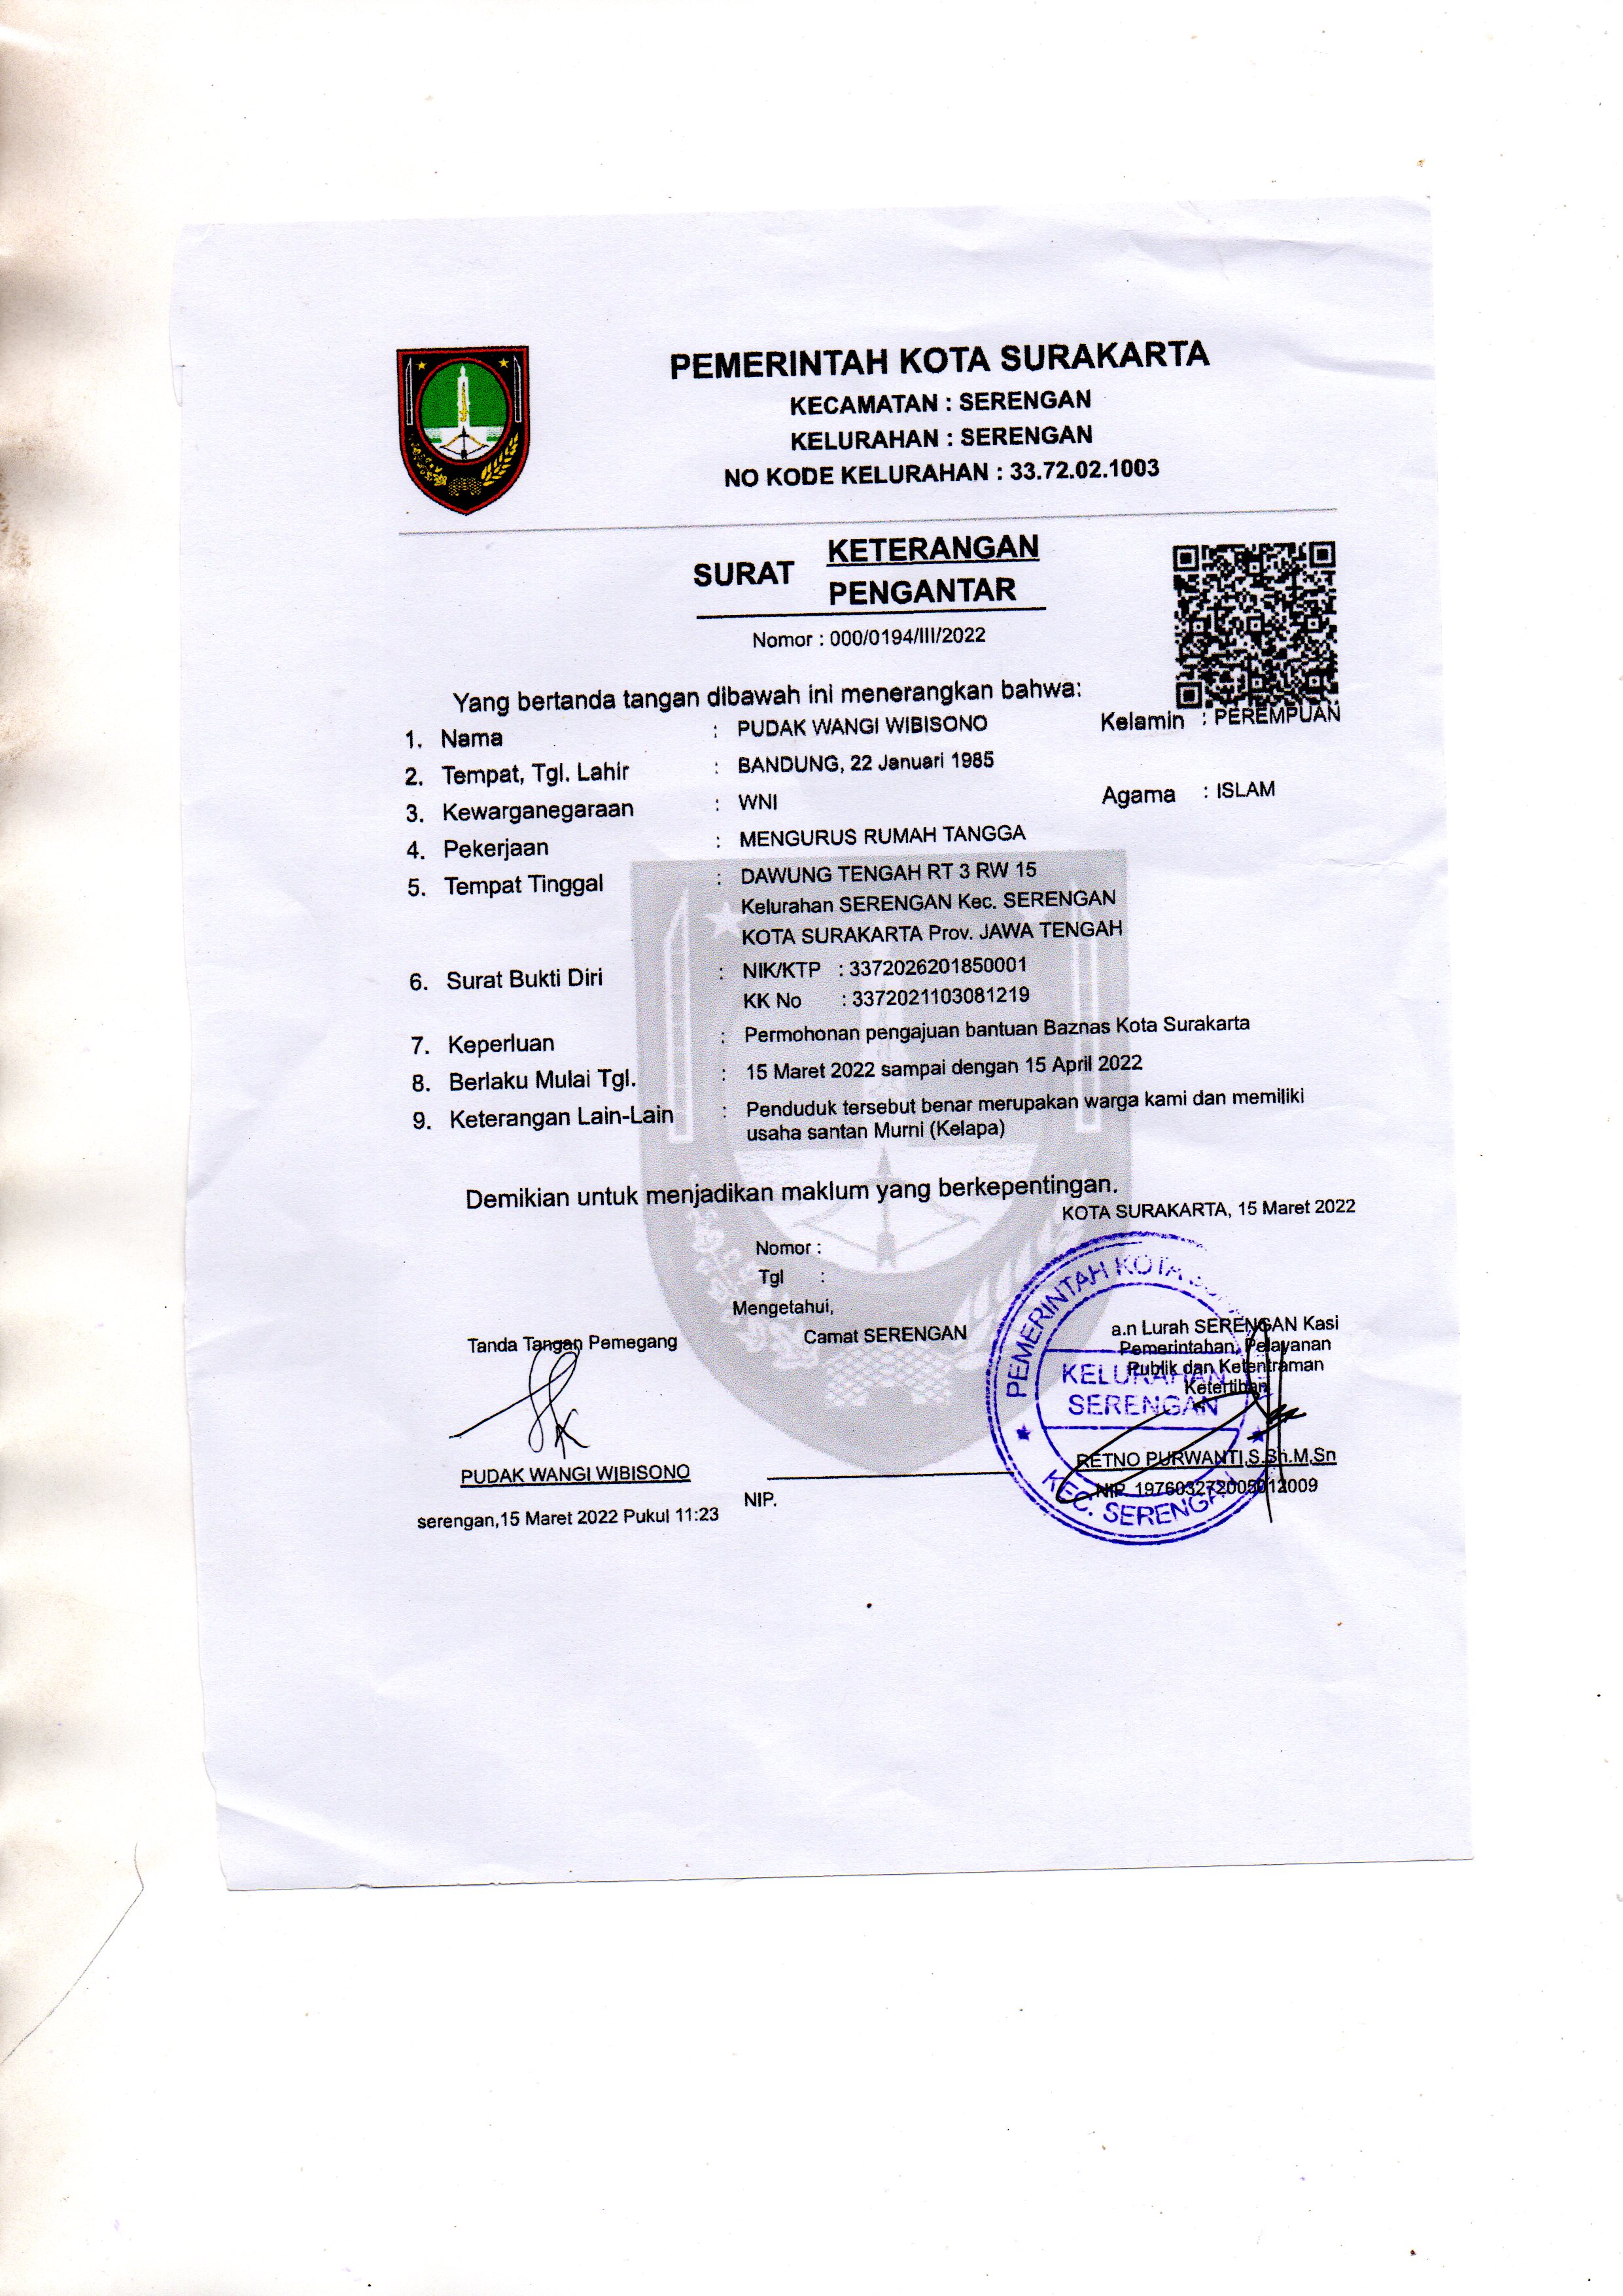 PEMERINTAH KOTA SURAKARTA
KECAMATAN : SERENGAN
KELURAHAN : SERENGAN
NO KODE KELURAHAN : 33.72.02.1003
SURAT KETERANGAN
PENGANTAR
Nomor : 000/0194/III/2022
Yang bertanda tangan dibawah ini menerangkan bahwa:
1. Nama : PUDAK WANGI WIBISONO Kelamin : PEREMPUAN
2. Tempat, Tgl. Lahir : BANDUNG, 22 Januari 1985
3. Kewarganegaraan : WNI Agama : ISLAM
4. Pekerjaan : MENGURUS RUMAH TANGGA
5. Tempat Tinggal : DAWUNG TENGAH RT 3 RW 15
Kelurahan SERENGAN Kec. SERENGAN
KOTA SURAKARTA Prov. JAWA TENGAH
6. Surat Bukti Diri : NIK/KTP : 3372026201850001
KK No : 3372021103081219
7. Keperluan : Permohonan pengajuan bantuan Baznas Kota Surakarta
8. Berlaku Mulai Tgl. : 15 Maret 2022 sampai dengan 15 April 2022
9. Keterangan Lain-Lain : Penduduk tersebut benar merupakan warga kami dan memiliki
usaha santan Murni (Kelapa)
Demikian untuk menjadikan maklum yang berkepentingan.
KOTA SURAKARTA, 15 Maret 2022
Nomor :
Tgl :
Mengetahui,
Tanda Tangan Pemegang
Camat SERENGAN
a.n Lurah SERENGAN Kasi
Pemerintahan, Pelayanan
Publik dan Ketentraman
Ketertiban
PEMERINTAH KOTA
KELURAHAN
SERENGAN
KEC. SERENGAN
PUDAK WANGI WIBISONO
serengan,15 Maret 2022 Pukul 11:23
NIP.
RETNO PURWANTI,S.Sn.M,Sn
NIP. 197603272005012009